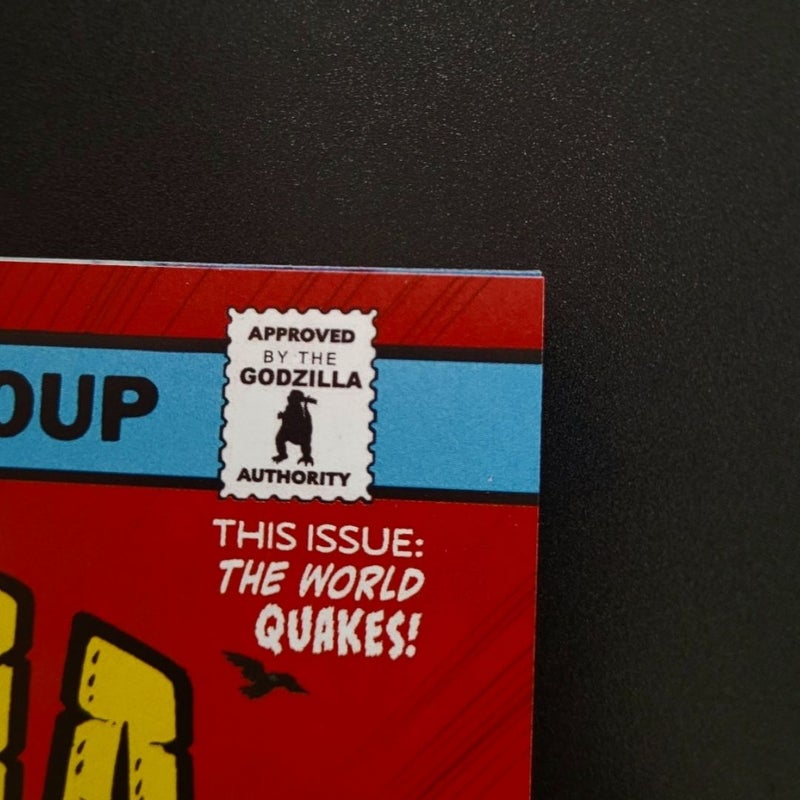 OUP
APPROVED
BY THE
GODZILLA
AUTHORITY
THIS ISSUE:
THE WORLD
QUAKES!
A